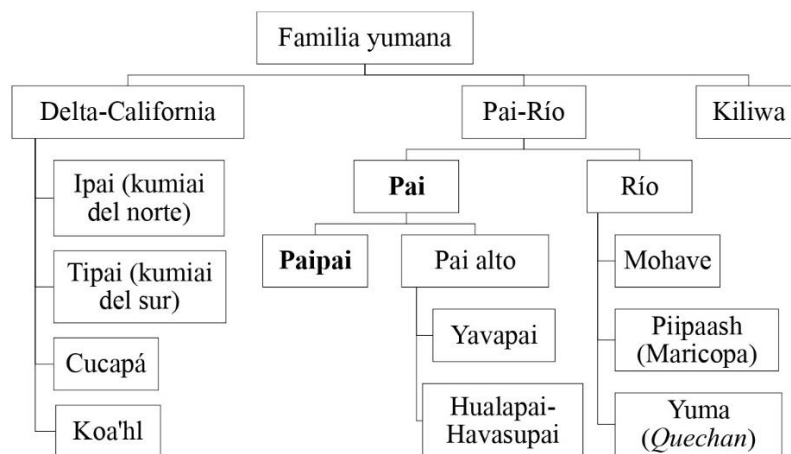 Familia yumana
Delta-California
Pai-Río
Kiliwa
Ipai (kumiai
del norte)
Tipai (kumiai
del sur)
Cucapá
Koa'hl
Pai
Río
Paipai
Pai alto
Yavapai
Hualapai-
Havasupai
Mohave
Piipaash
(Maricopa)
Yuma
(Quechan)